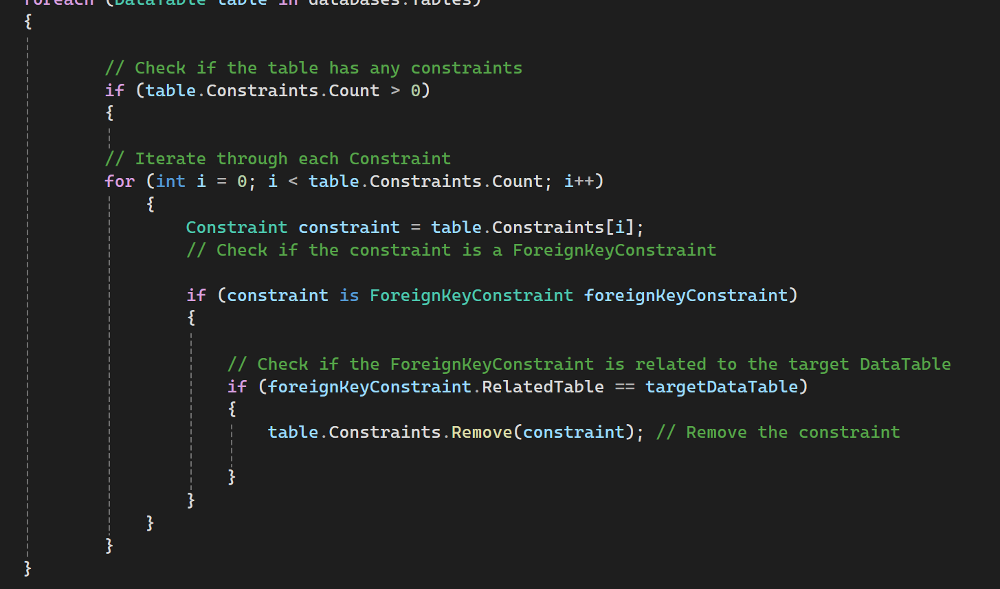 foreach (DataTable table in databases.Tables)
{
// Check if the table has any constraints
if (table.Constraints.Count > 0)
{
// Iterate through each Constraint
for (int i = 0; i < table.Constraints.Count; i++)
{
Constraint constraint = table.Constraints[i];
// Check if the constraint is a ForeignKeyConstraint
if (constraint is ForeignKeyConstraint foreignKeyConstraint)
{
// Check if the ForeignKeyConstraint is related to the target DataTable
if (foreignKeyConstraint.RelatedTable == targetDataTable)
{
table.Constraints.Remove(constraint); // Remove the constraint
}
}
}
}
}